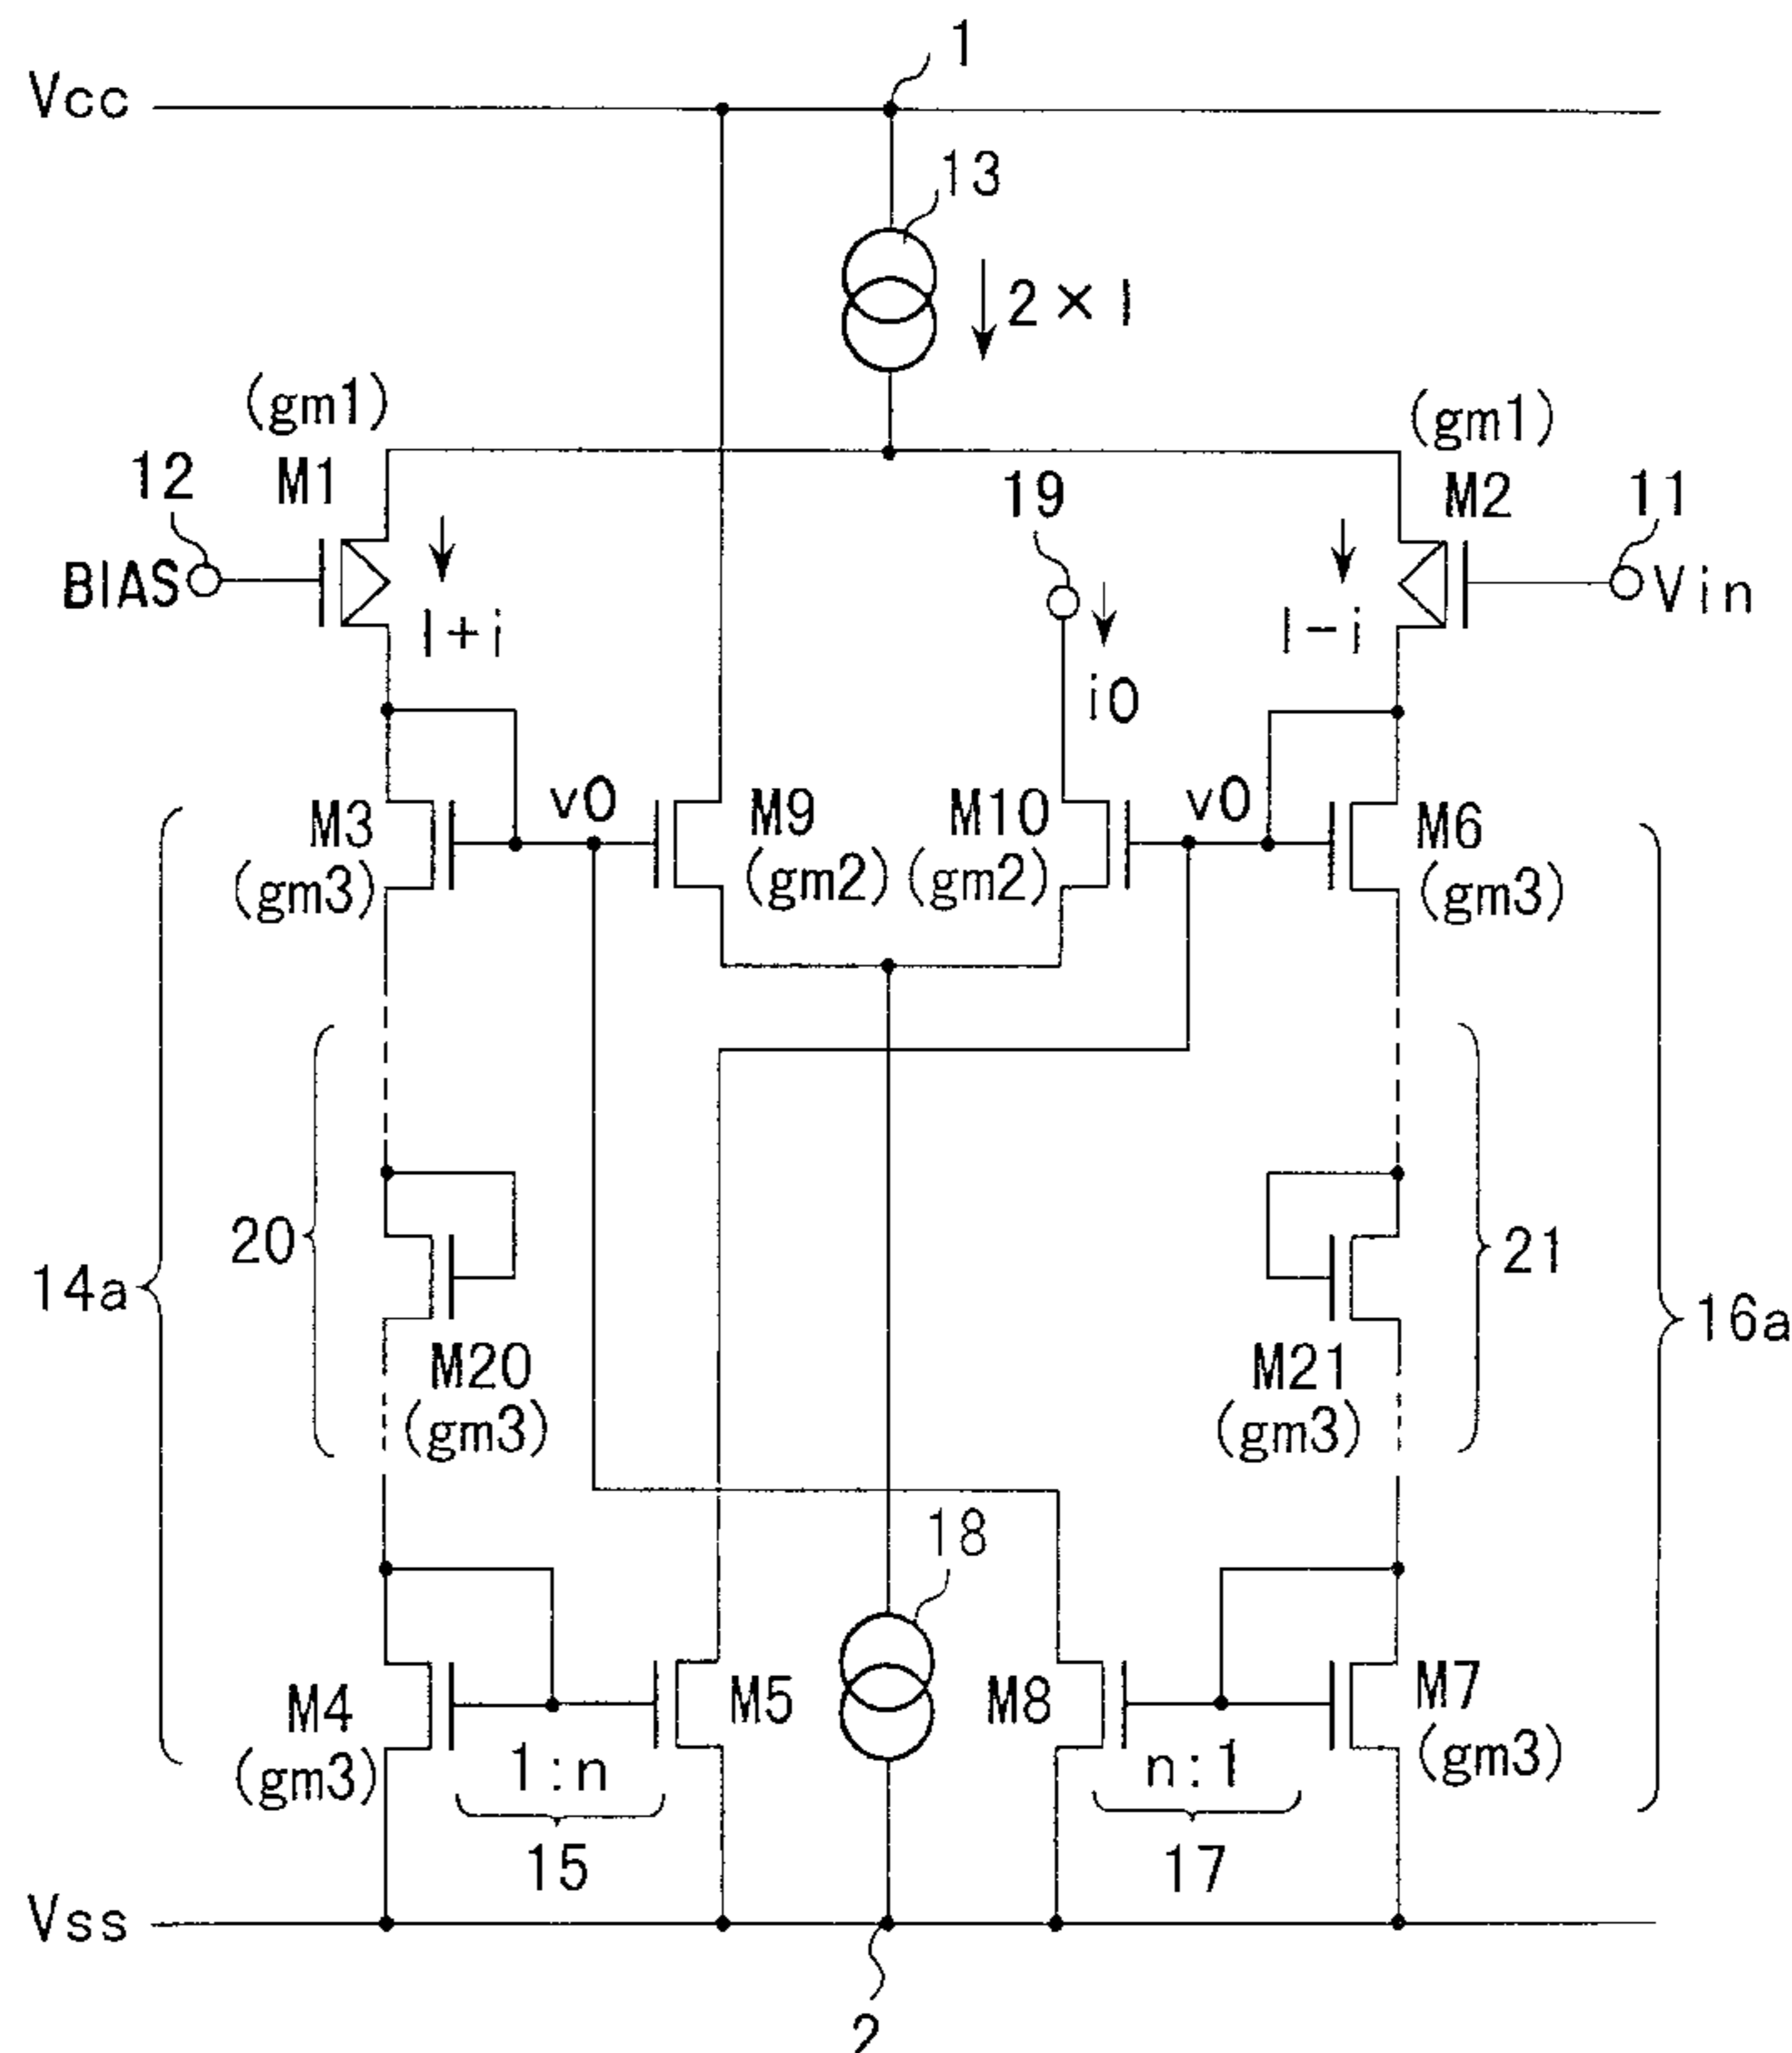 1
Vcc
13
2×I
(gm1)
(gm1)
12
M1
19
M2
11
BIAS
I+i
I-i
Vin
i0
M3
(gm3)
v0
M9
(gm2)
M10
(gm2)
v0
M6
(gm3)
14a
20
M20
(gm3)
M21
(gm3)
21
16a
18
M4
(gm3)
1:n
M5
M8
n:1
M7
(gm3)
15
17
Vss
2